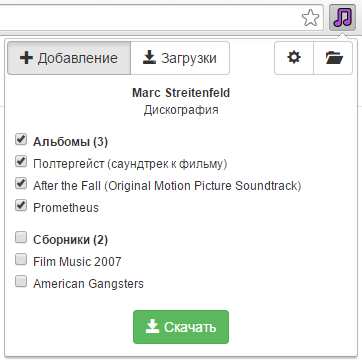 Добавление Загрузки
Marc Streitenfeld
Дискография
Альбомы (3)
Полтергейст (саундтрек к фильму)
After the Fall (Original Motion Picture Soundtrack)
Prometheus
Сборники (2)
Film Music 2007
American Gangsters
Скачать